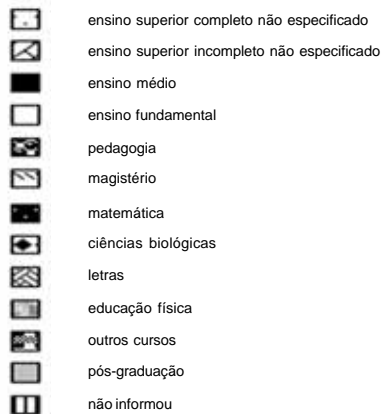 ensino superior completo não especificado
ensino superior incompleto não especificado
ensino médio
ensino fundamental
pedagogia
magistério
matemática
ciências biológicas
letras
educação física
outros cursos
pós-graduação
não informou